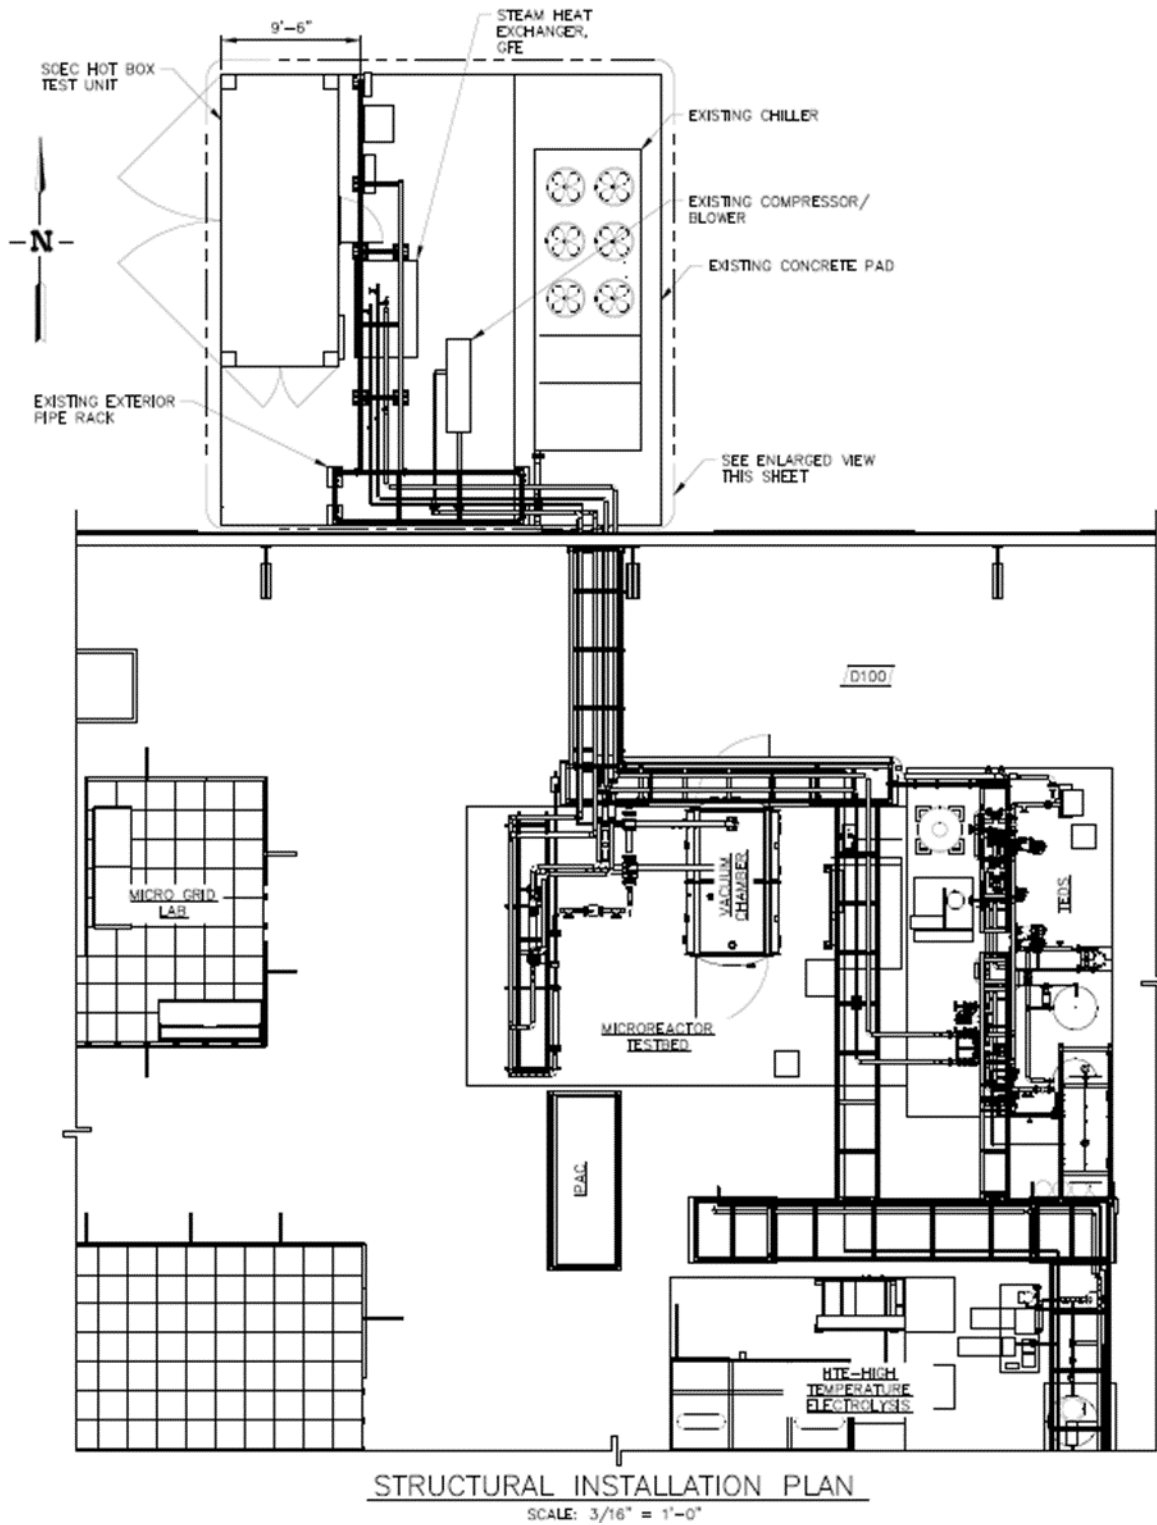 9'-6"
STEAM HEAT
EXCHANGER,
GFE
SOEC HOT BOX
TEST UNIT
EXISTING CHILLER
EXISTING COMPRESSOR/
BLOWER
N
EXISTING CONCRETE PAD
EXISTING EXTERIOR
PIPE RACK
SEE ENLARGED VIEW
THIS SHEET
D100
MICRO GRID
LAB
VACUUM
CHAMBER
TEDS
MICROREACTOR
TESTBED
IPAC
HTE-HIGH
TEMPERATURE
ELECTROLYSIS
STRUCTURAL INSTALLATION PLAN
SCALE: 3/16" = 1'-0"